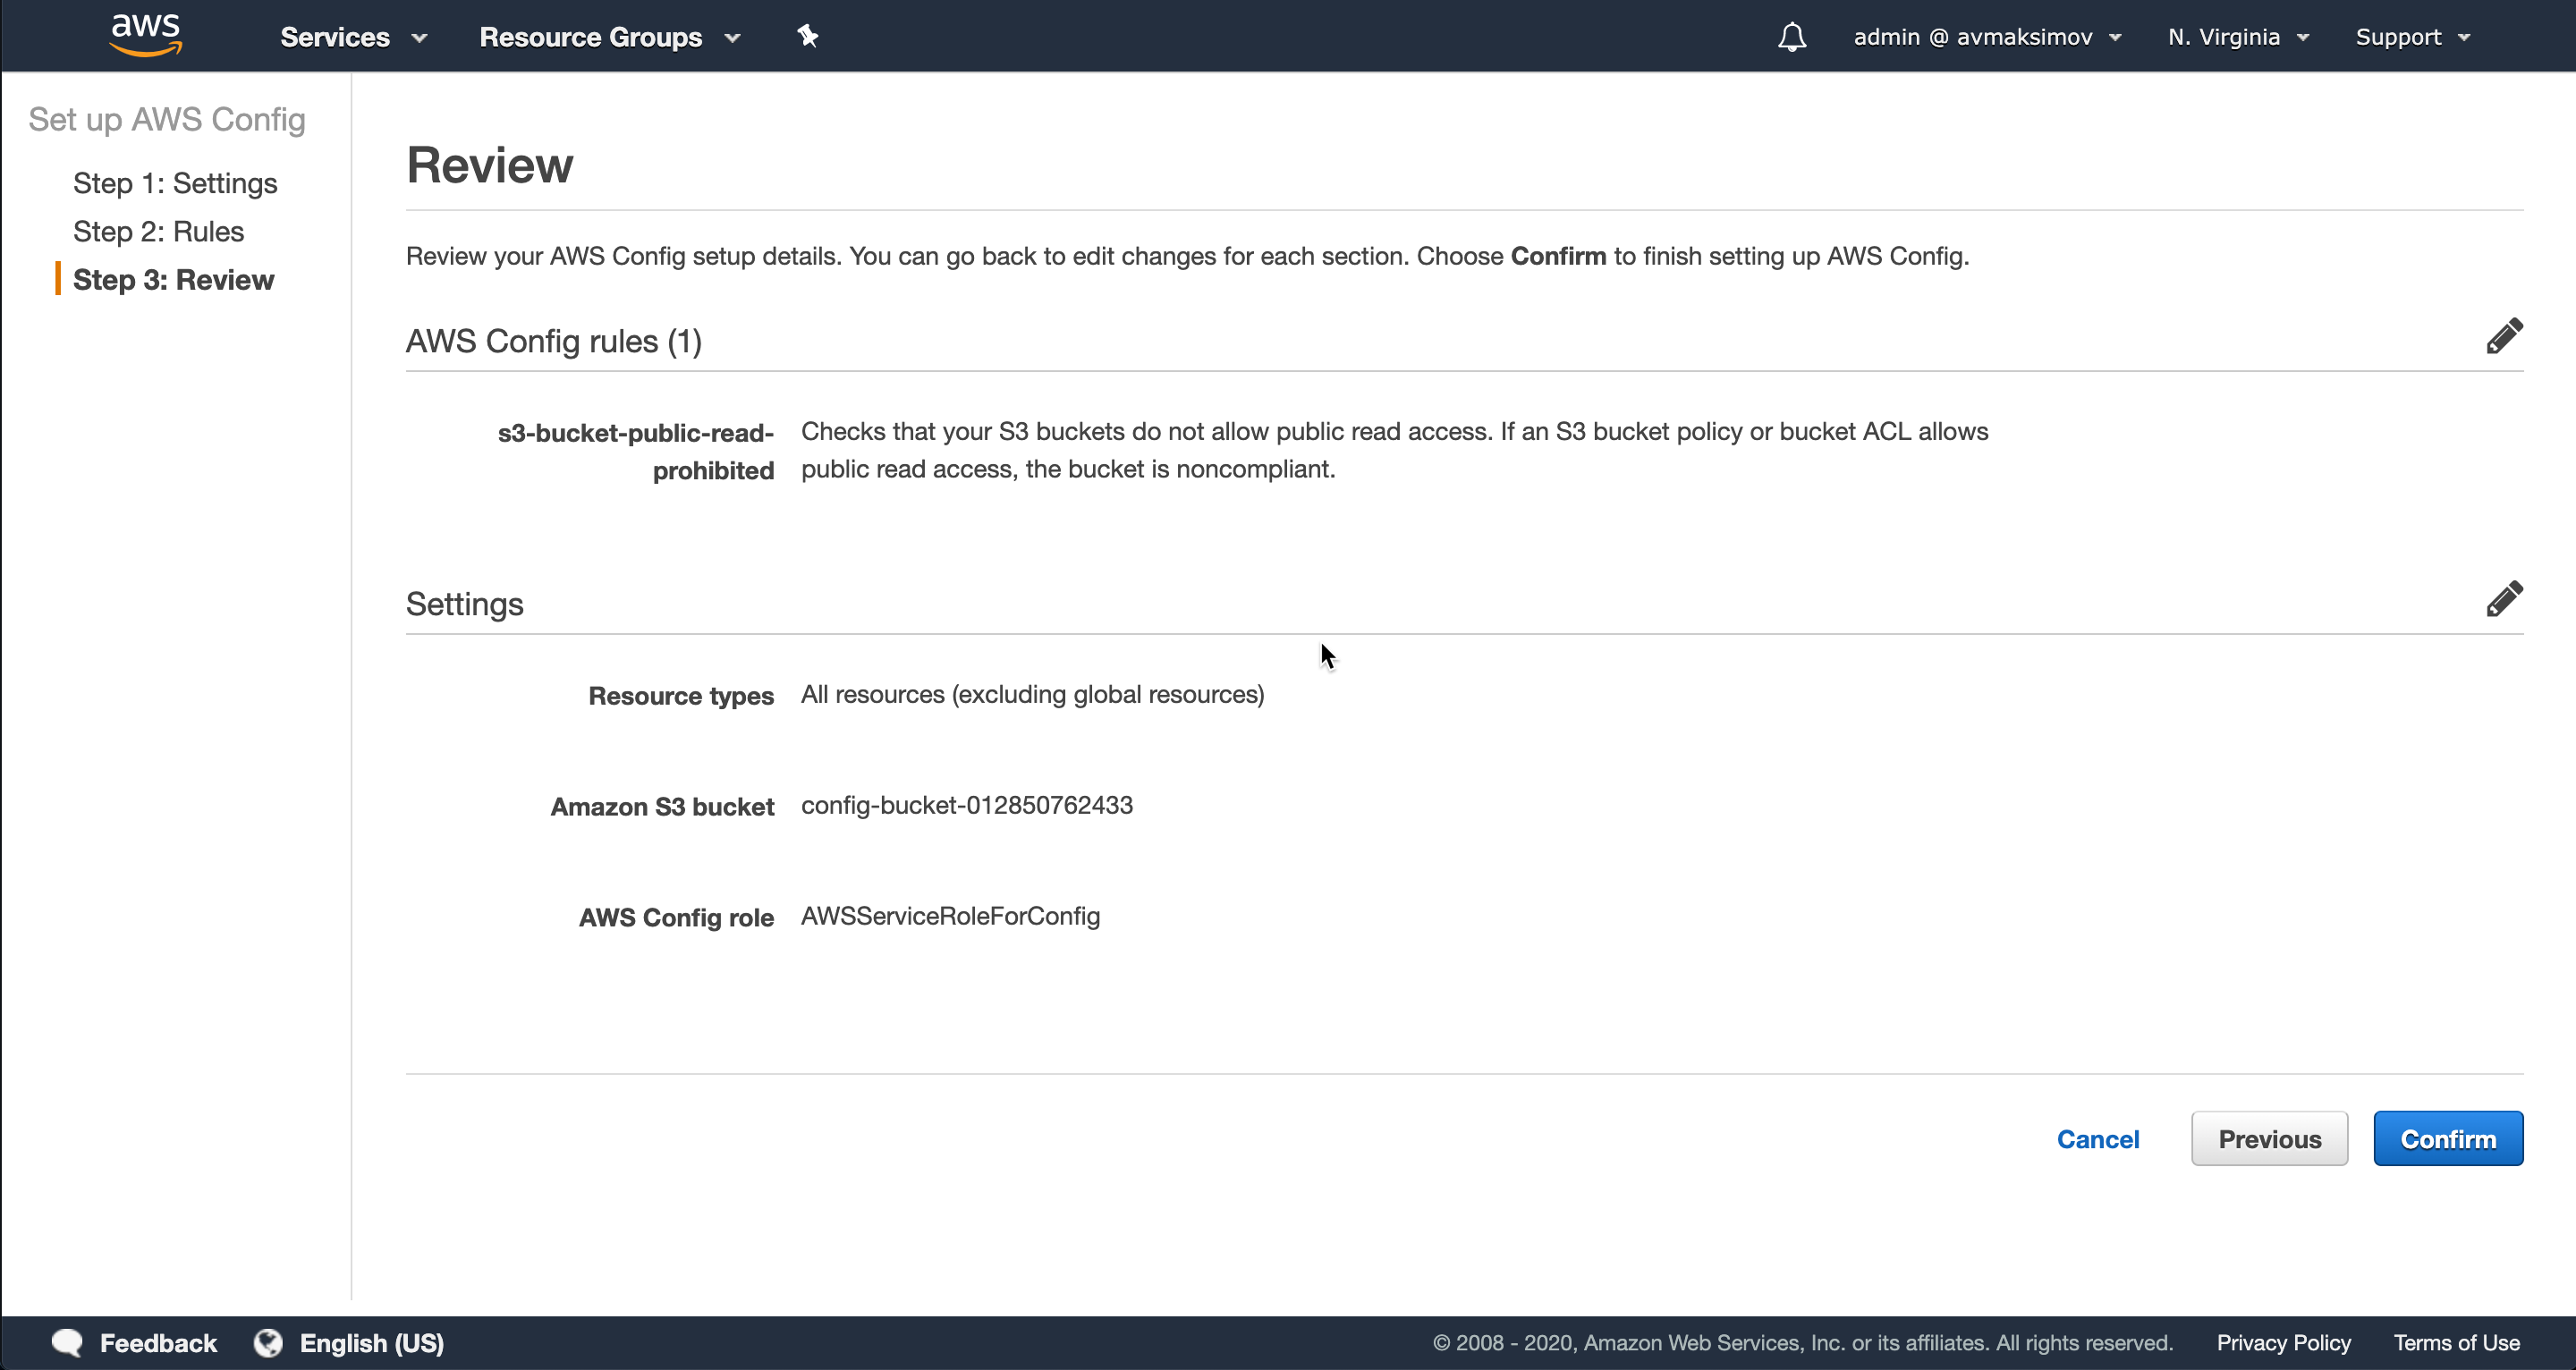 aws Services Resource Groups admin @ avmaksimov N. Virginia Support
Set up AWS Config
Step 1: Settings
Step 2: Rules
Step 3: Review
Review
Review your AWS Config setup details. You can go back to edit changes for each section. Choose Confirm to finish setting up AWS Config.
AWS Config rules (1)
s3-bucket-public-read-
prohibited
Checks that your S3 buckets do not allow public read access. If an S3 bucket policy or bucket ACL allows
public read access, the bucket is noncompliant.
Settings
Resource types All resources (excluding global resources)
Amazon S3 bucket config-bucket-012850762433
AWS Config role AWSServiceRoleForConfig
Cancel Previous Confirm
Feedback English (US) © 2008 - 2020, Amazon Web Services, Inc. or its affiliates. All rights reserved. Privacy Policy Terms of Use